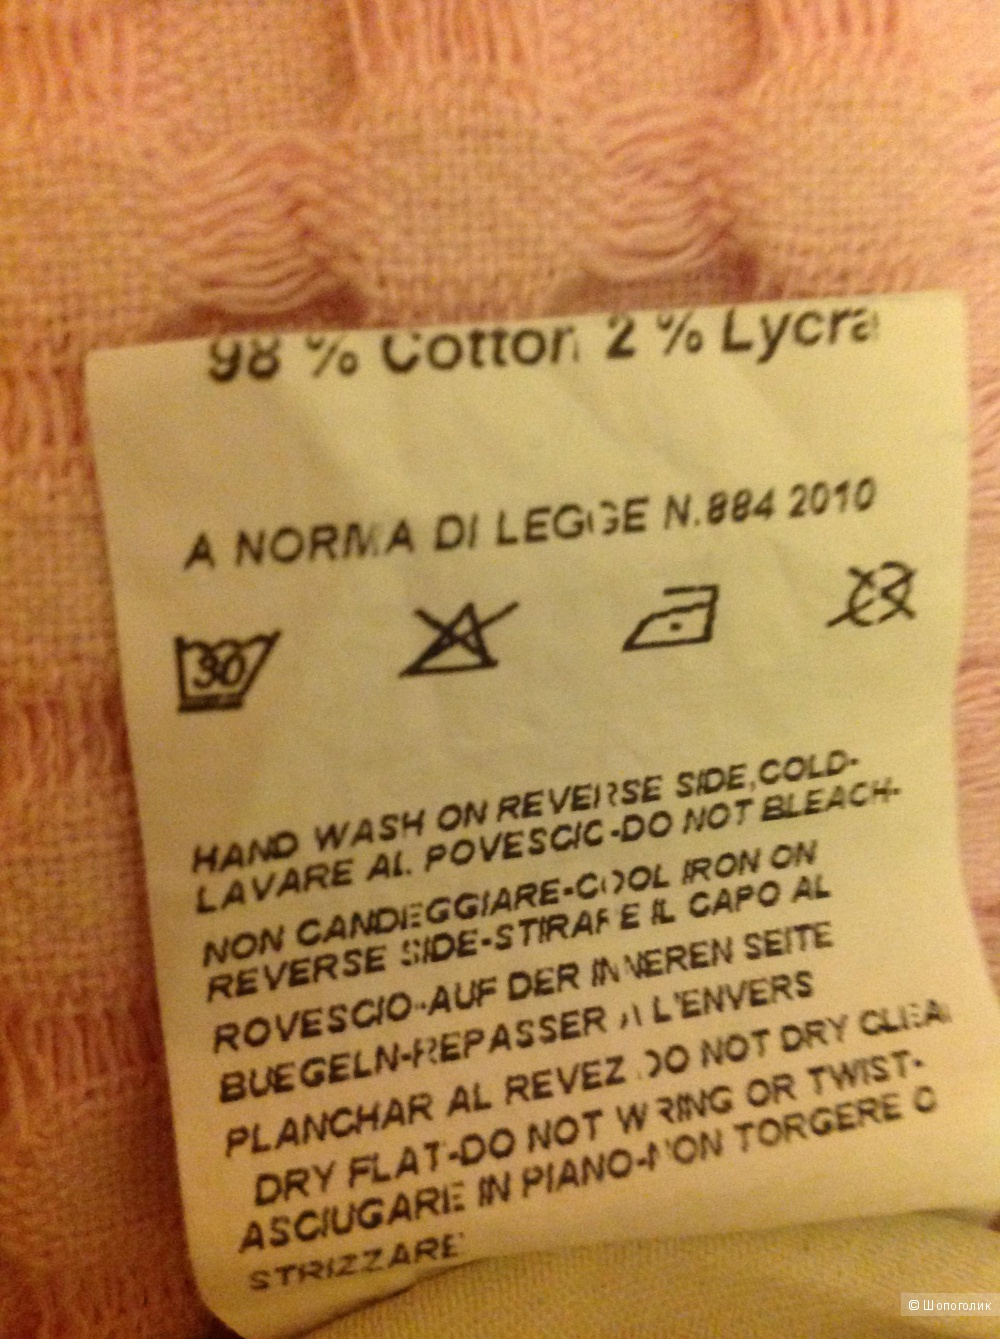 98 % Cotton 2 % Lycra
A NORMA DI LEGGE N.884 2010
30
HAND WASH ON REVERSE SIDE,COLD-
LAVARE AL POVESCIC-DO NOT BLEACH-
NON CANDEGGIARE-COOL IRON ON
REVERSE SIDE-STIRARE IL CAPO AL
ROVESCIO-AUF DER INNEREN SEITE
BUEGELN-REPASSER A L'ENVERS
PLANCHAR AL REVEZ DO NOT DRY CLEA
DRY FLAT-DO NOT WRING OR TWIST-
ASCIUGARE IN PIANO-NON TORGERE O
STRIZZARE
© Шопоголик